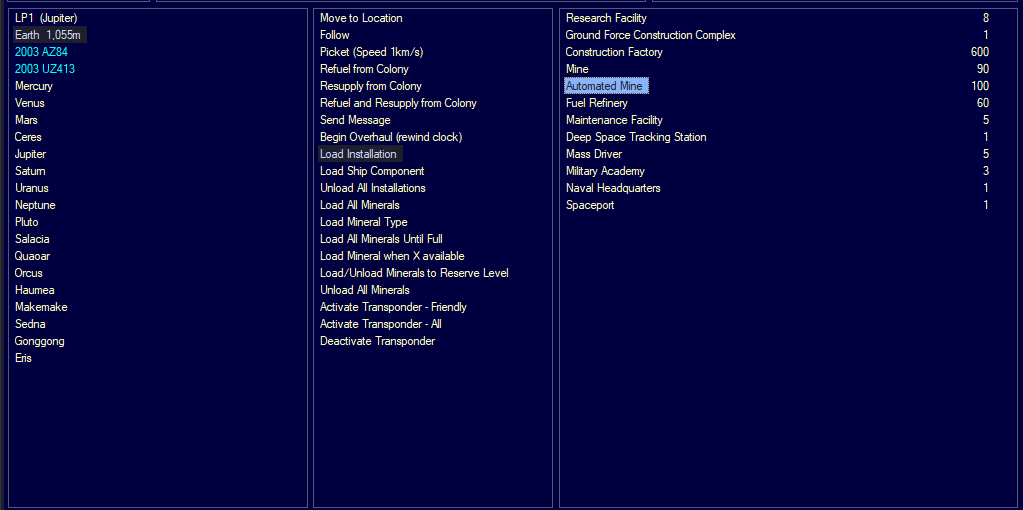 LP1 (Jupiter)
Earth 1,055m
2003 AZ84
2003 UZ413
Mercury
Venus
Mars
Ceres
Jupiter
Saturn
Uranus
Neptune
Pluto
Salacia
Quaoar
Orcus
Haumea
Makemake
Sedna
Gonggong
Eris
Move to Location
Follow
Picket (Speed 1km/s)
Refuel from Colony
Resupply from Colony
Refuel and Resupply from Colony
Send Message
Begin Overhaul (rewind clock)
Load Installation
Load Ship Component
Unload All Installations
Load All Minerals
Load Mineral Type
Load All Minerals Until Full
Load Mineral when X available
Load/Unload Minerals to Reserve Level
Unload All Minerals
Activate Transponder - Friendly
Activate Transponder - All
Deactivate Transponder
Research Facility 8
Ground Force Construction Complex 1
Construction Factory 600
Mine 90
Automated Mine 100
Fuel Refinery 60
Maintenance Facility 5
Deep Space Tracking Station 1
Mass Driver 5
Military Academy 3
Naval Headquarters 1
Spaceport 1